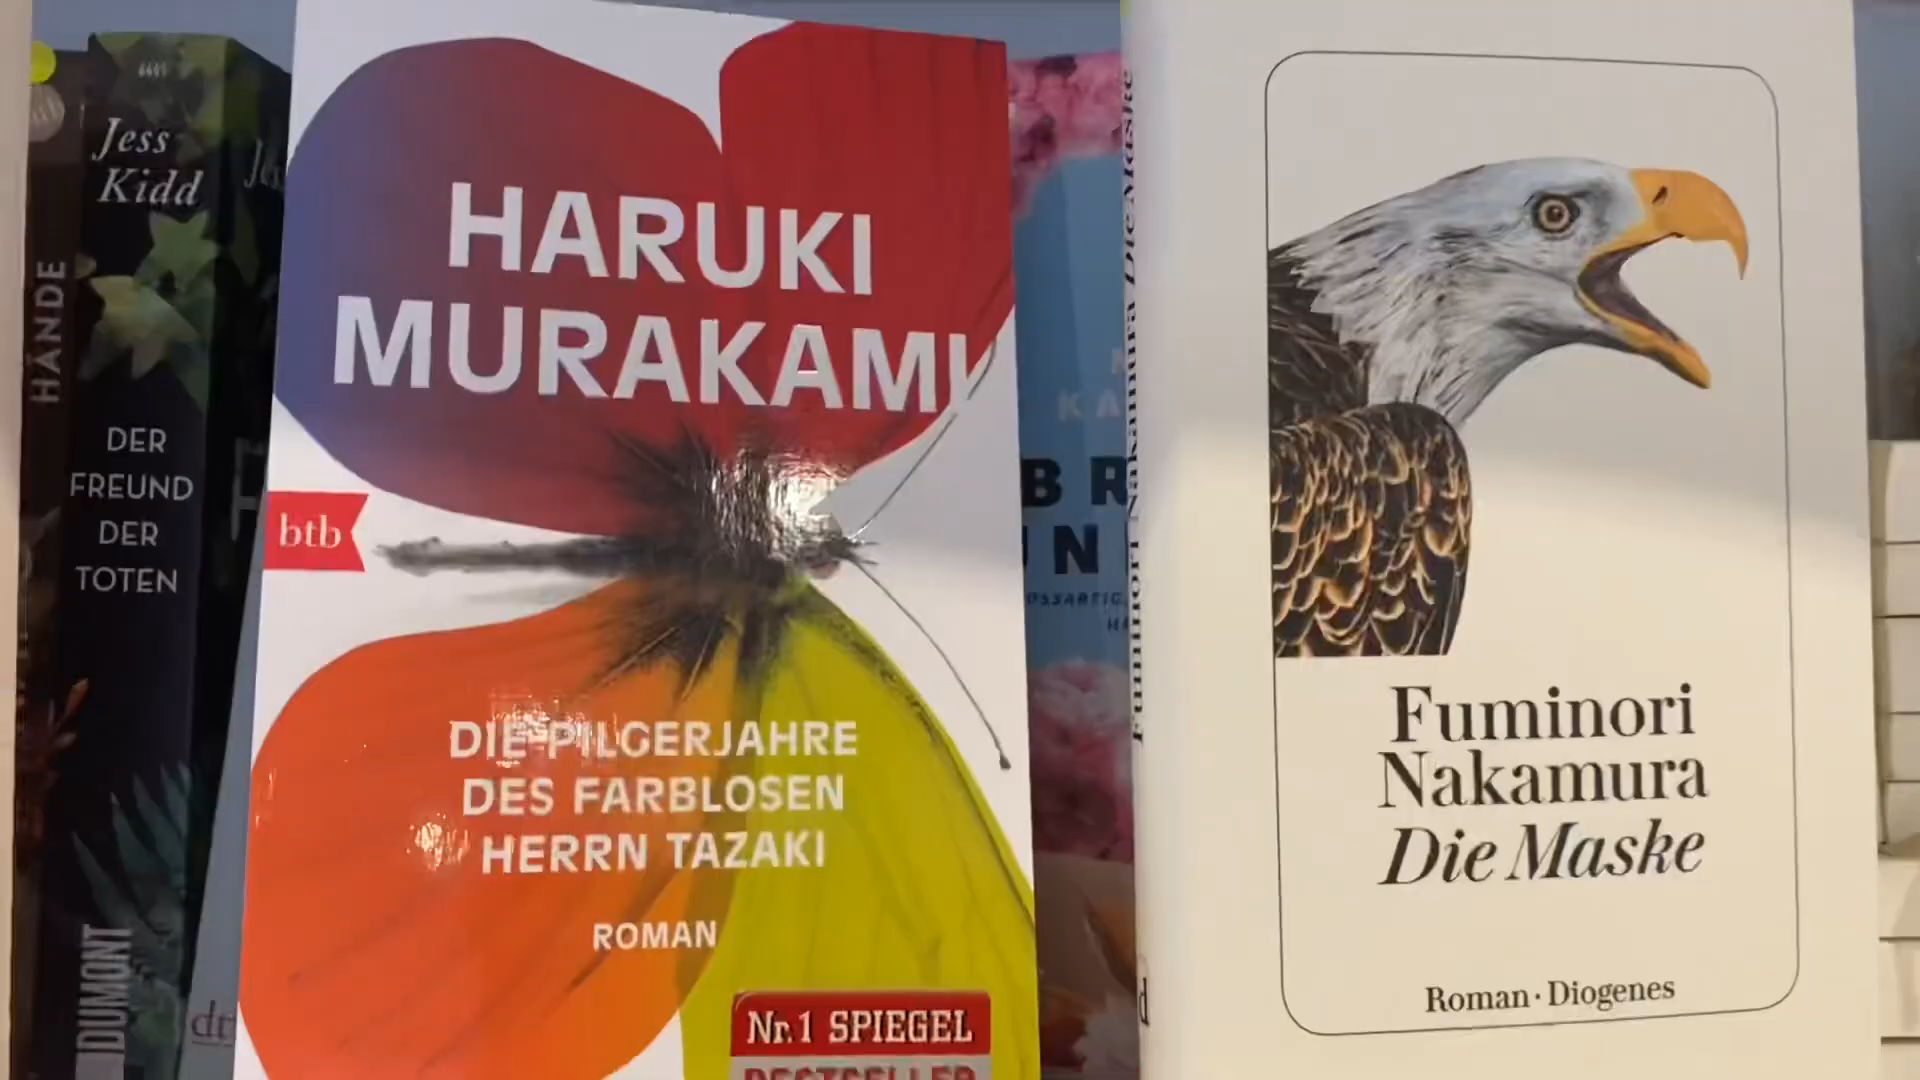 Jess
Kidd
HÄNDE
DER
FREUND
DER
TOTEN
DUMONT
HARUKI
MURAKAMI
btb
DIE PILGERJAHRE
DES FARBLOSEN
HERRN TAZAKI
ROMAN
Nr.1 SPIEGEL
BESTSELLER
Fuminori Nakamura Die Maske
d
Fuminori
Nakamura
Die Maske
Roman · Diogenes